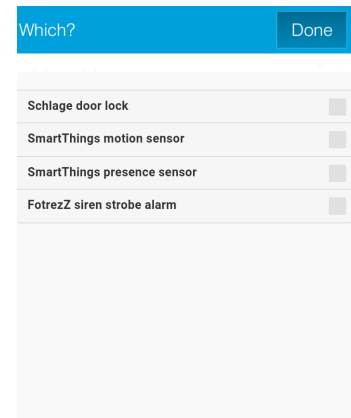 Which?
Done
Schlage door lock
SmartThings motion sensor
SmartThings presence sensor
FotrezZ siren strobe alarm